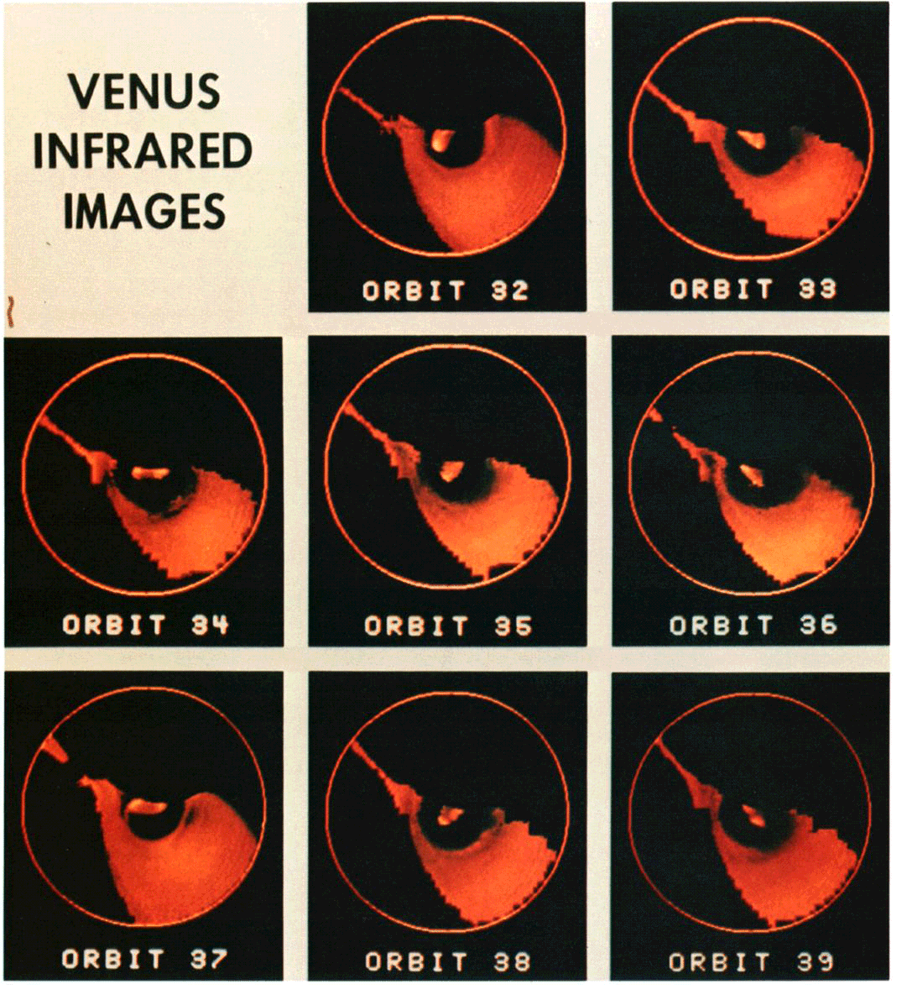 VENUS
INFRARED
IMAGES
ORBIT 32
ORBIT 33
ORBIT 34
ORBIT 35
ORBIT 36
ORBIT 37
ORBIT 38
ORBIT 39